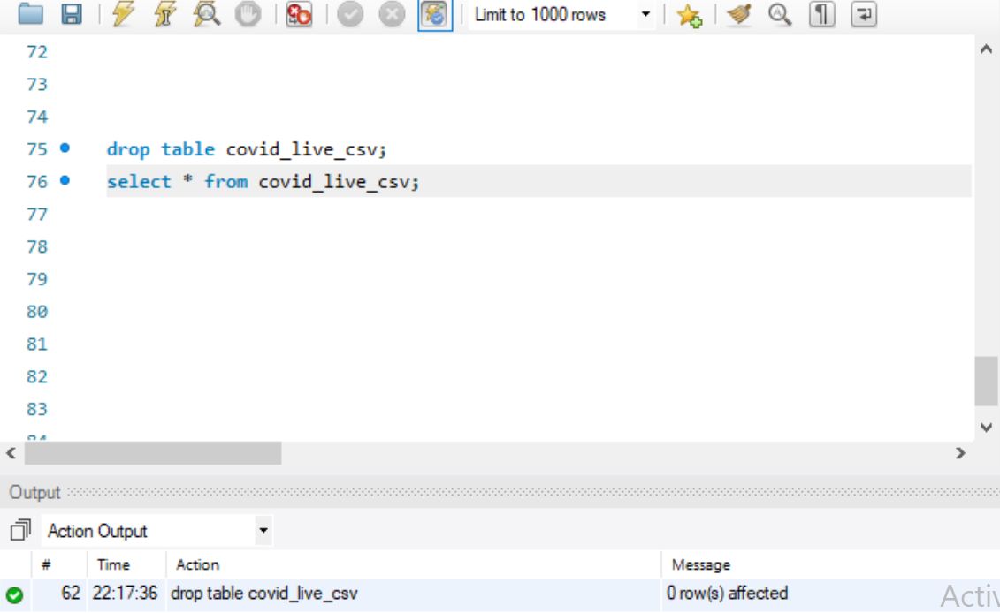 Limit to 1000 rows
72
73
74
75 drop table covid_live_csv;
76 select * from covid_live_csv;
77
78
79
80
81
82
83
84
Output
Action Output
# Time Action Message
62 22:17:36 drop table covid_live_csv 0 row(s) affected
Activ